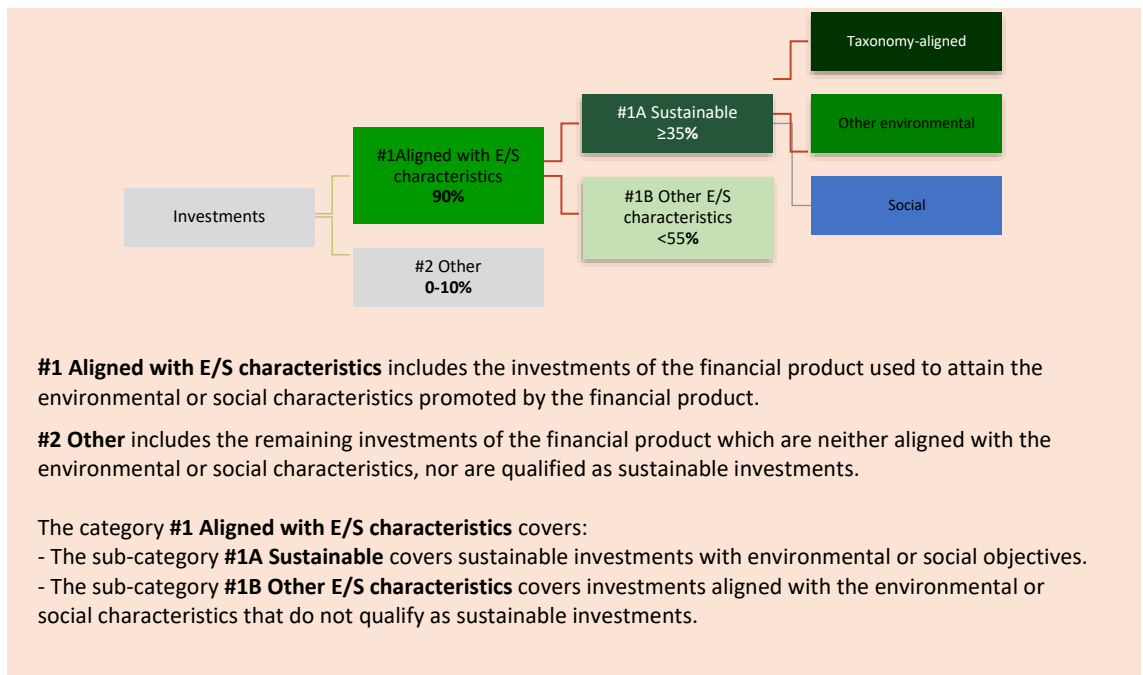 Taxonomy-aligned
#1A Sustainable
≥35%
Other environmental
#1Aligned with E/S
characteristics
90%
#1B Other E/S
characteristics
<55%
Investments
Social
#2 Other
0-10%
#1 Aligned with E/S characteristics includes the investments of the financial product used to attain the
environmental or social characteristics promoted by the financial product.
#2 Other includes the remaining investments of the financial product which are neither aligned with the
environmental or social characteristics, nor are qualified as sustainable investments.
The category #1 Aligned with E/S characteristics covers:
- The sub-category #1A Sustainable covers sustainable investments with environmental or social objectives.
- The sub-category #1B Other E/S characteristics covers investments aligned with the environmental or
social characteristics that do not qualify as sustainable investments.